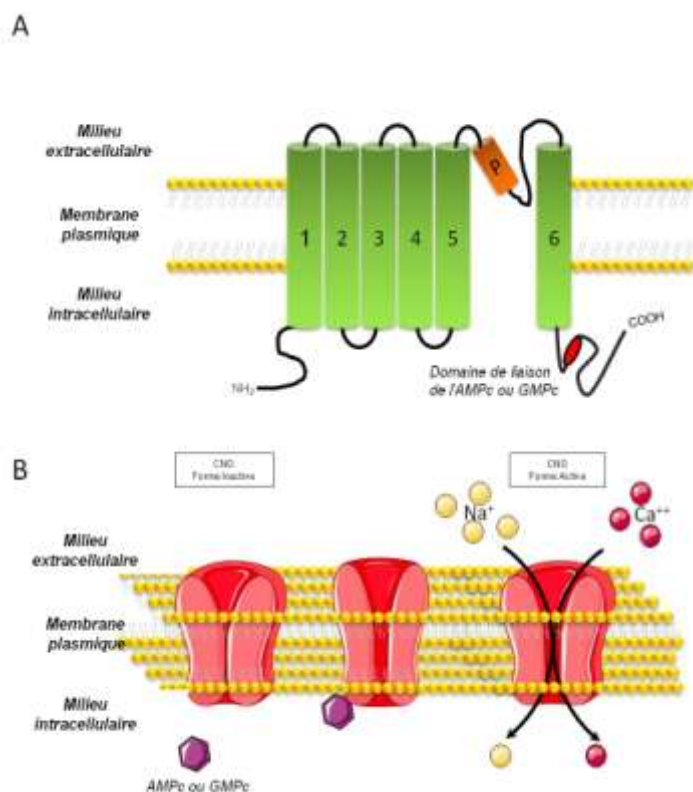 A
Milieu
extracellulaire
Membrane
plasmique
Milieu
intracellulaire
1
2
3
4
5
P
6
NH₂
COOH
Domaine de liaison
de l'AMPc ou GMPc
B
CNG
Forme Inactive
CNG
Forme Active
Na⁺
Ca⁺⁺
Milieu
extracellulaire
Membrane
plasmique
Milieu
intracellulaire
AMPc ou GMPc